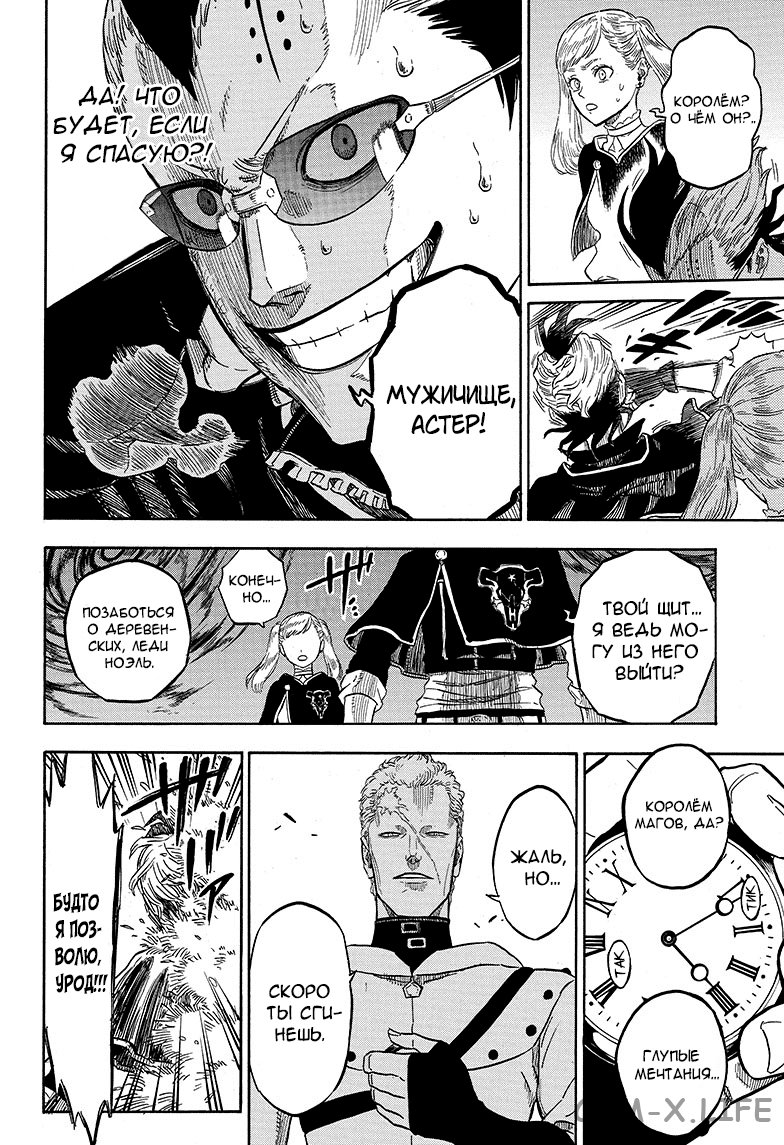 КОРОЛЁМ?
О ЧЁМ ОН?..
ДА! ЧТО
БУДЕТ, ЕСЛИ
Я СПАСУЮ?!
МУЖИЧИЩЕ,
АСТЕР!
ТВОЙ ЩИТ...
Я ВЕДЬ МО-
ГУ ИЗ НЕГО
ВЫЙТИ?
КОНЕЧ-
НО...
ПОЗАБОТЬСЯ
О ДЕРЕВЕН-
СКИХ, ЛЕДИ
НОЭЛЬ.
КОРОЛЁМ
МАГОВ, ДА?
ТИК
ТАК
ГЛУПЫЕ
МЕЧТАНИЯ...
ЖАЛЬ,
НО...
СКОРО
ТЫ СГИ-
НЕШЬ.
БУДТО
Я ПОЗ-
ВОЛЮ,
УРОД!!!